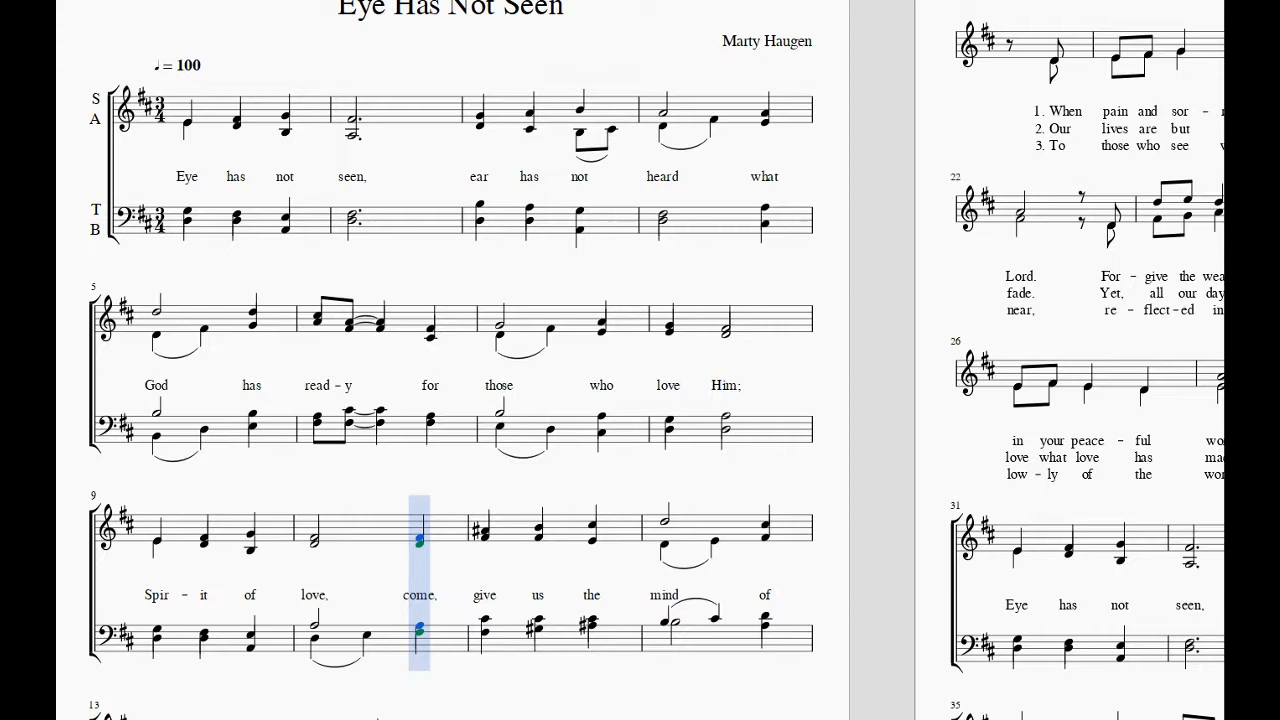 Eye Has Not Seen
Marty Haugen
♩ = 100
S
A
3 4
Eye has not seen, ear has not heard what
T
B
3 4
5
God has read – y for those who love Him;
9
Spir – it of love, come, give us the mind of
13
1. When pain and sor –
2. Our lives are but
3. To those who see
22
Lord. For – give the
fade. Yet, all our day
near, re – flect – ed in
26
in your peace – ful
love what love has
low – ly of the
31
Eye has not seen,
35